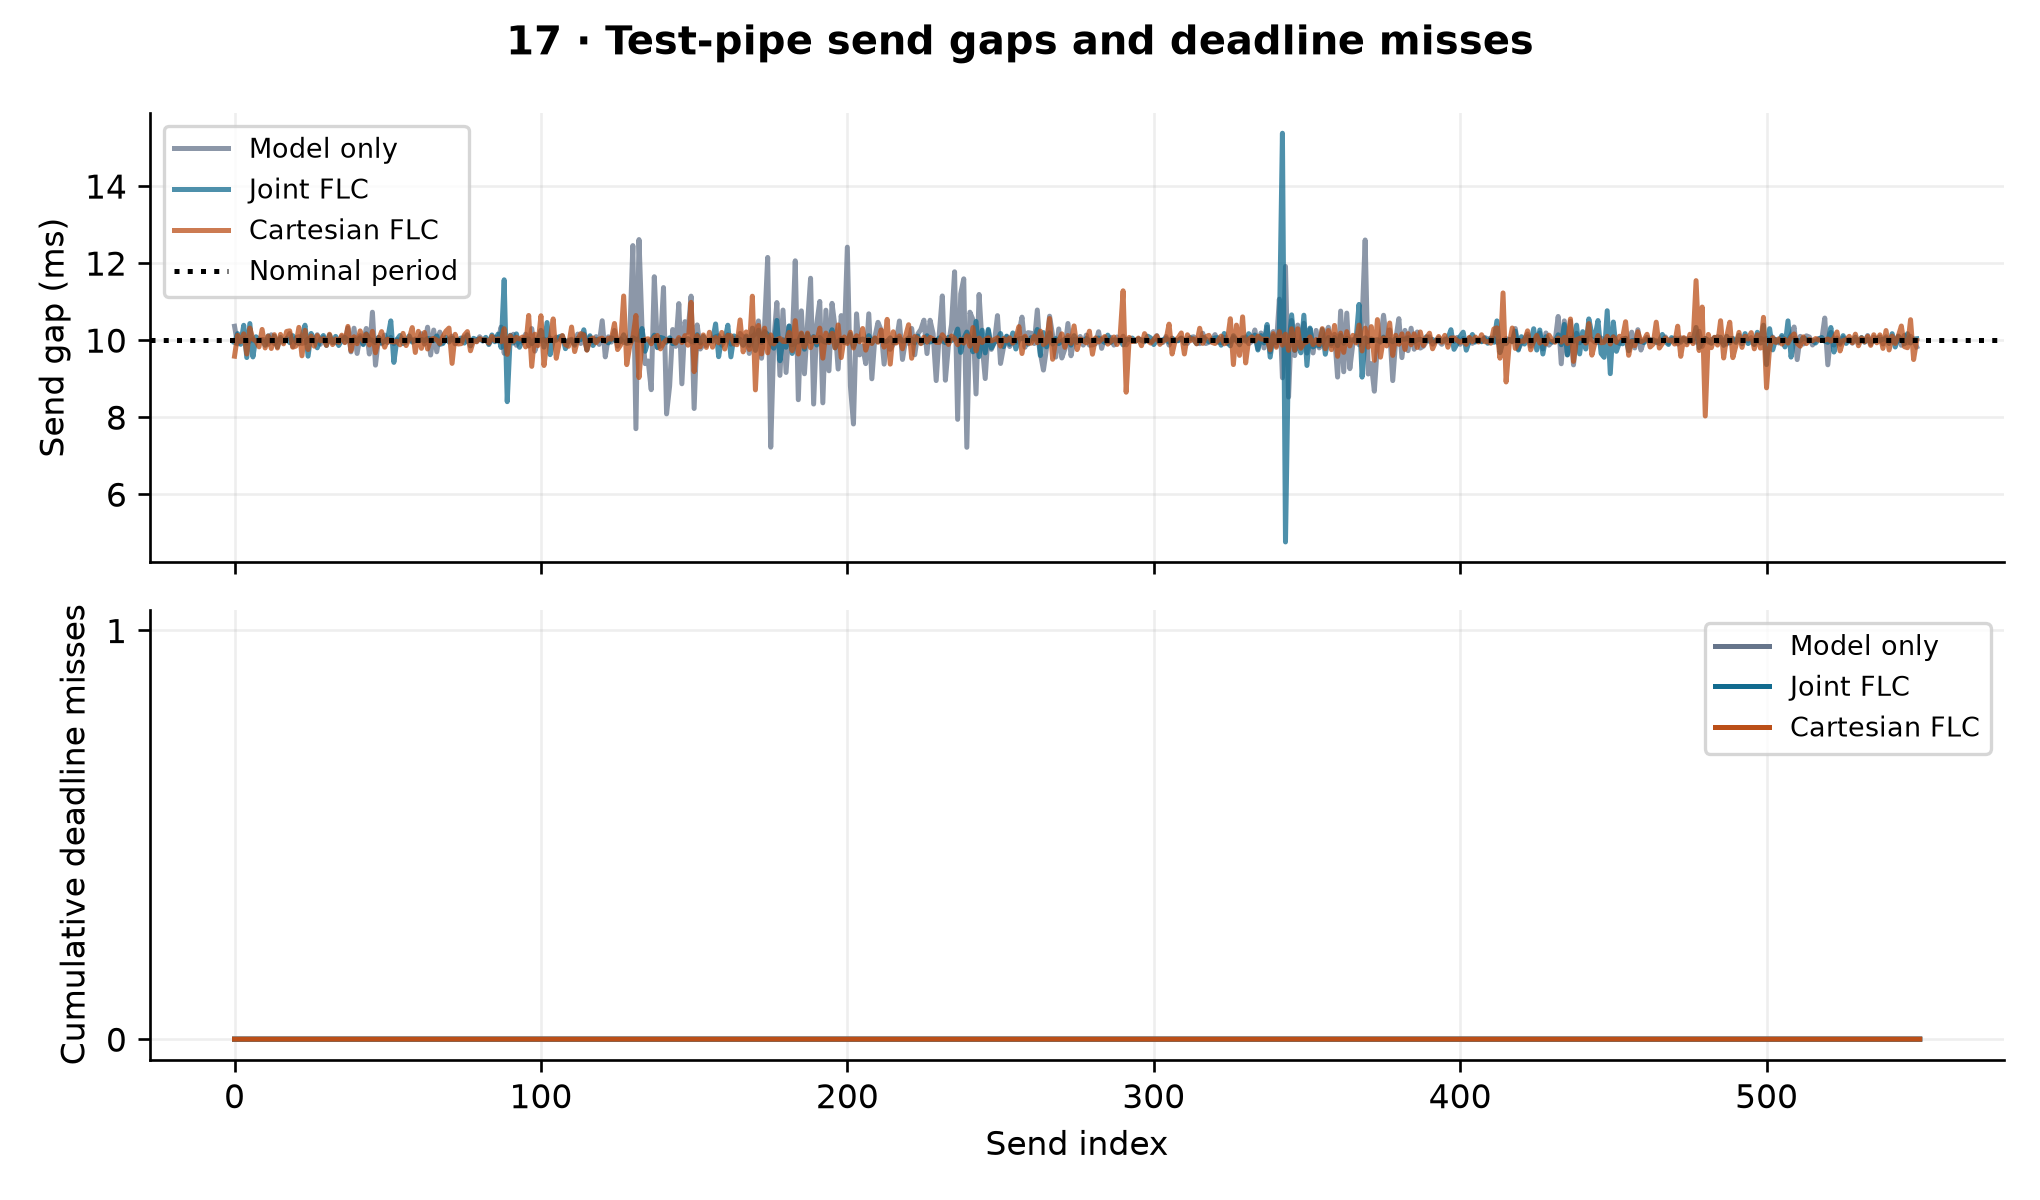 17 · Test-pipe send gaps and deadline misses
Send gap (ms)
14
12
10
8
6
Model only
Joint FLC
Cartesian FLC
Nominal period
Cumulative deadline misses
1
0
Model only
Joint FLC
Cartesian FLC
0 100 200 300 400 500
Send index